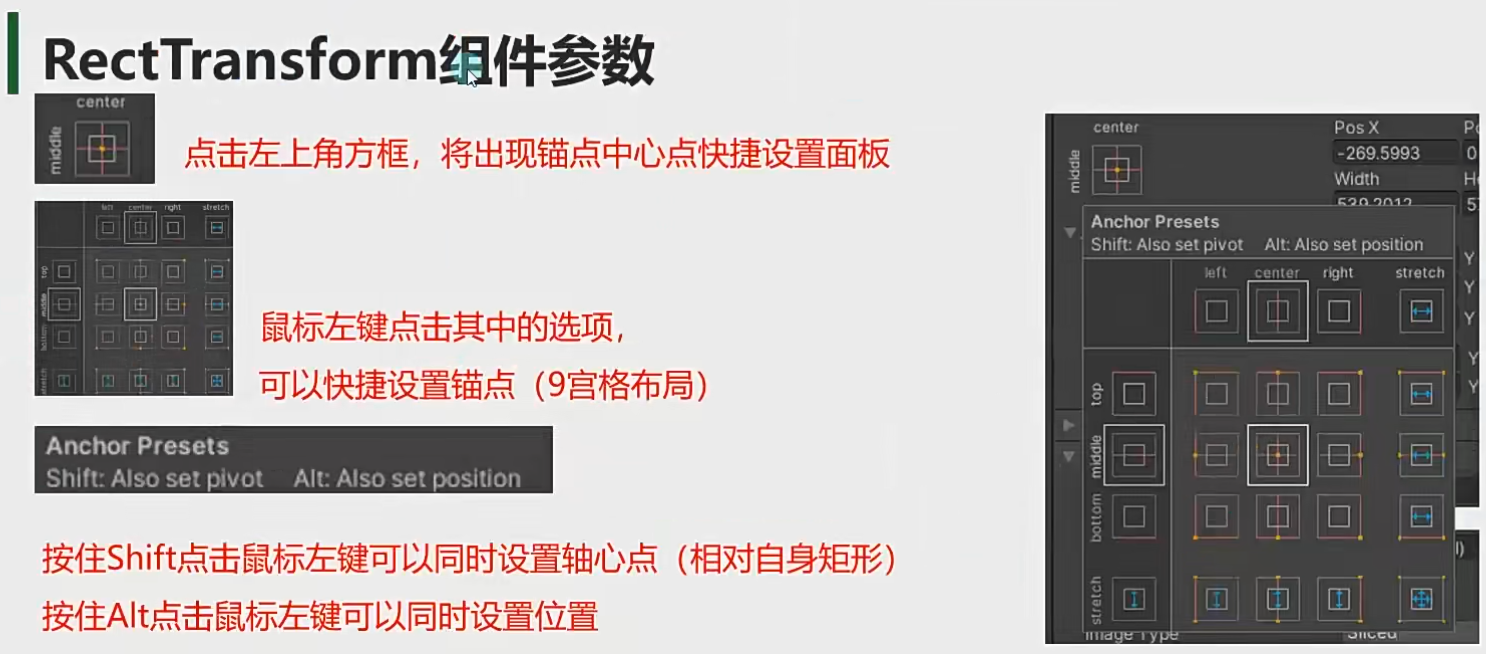 RectTransform组件参数
center
middle
点击左上角方框，将出现锚点中心点快捷设置面板
left center right stretch
top
middle
bottom
stretch
鼠标左键点击其中的选项，
可以快捷设置锚点（9宫格布局）
Anchor Presets
Shift: Also set pivot Alt: Also set position
按住Shift点击鼠标左键可以同时设置轴心点（相对自身矩形）
按住Alt点击鼠标左键可以同时设置位置
center
middle
Pos X
-269.5993 0
Width
539.2012
Anchor Presets
Shift: Also set pivot Alt: Also set position
left center right stretch
top
middle
bottom
stretch
Y
Y
Y
Y
Y
Image Type Sliced